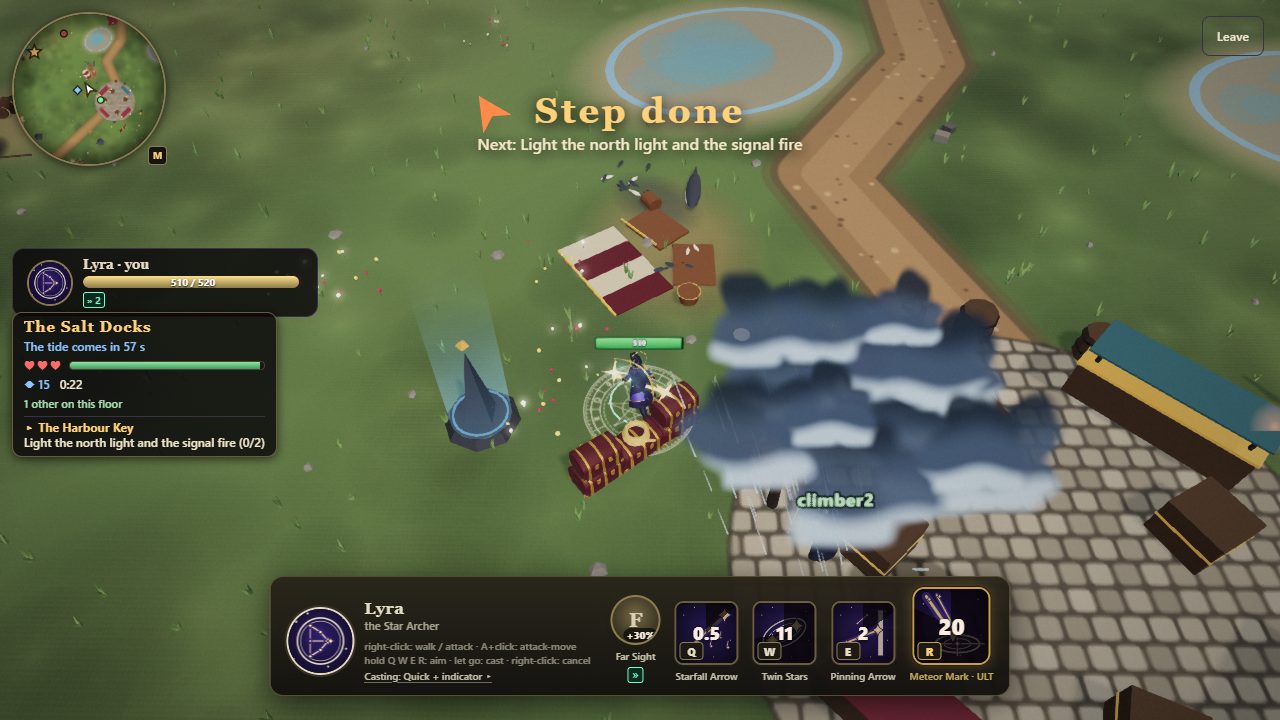 Leave
Step done
Next: Light the north light and the signal fire
M
Lyra · you
510 / 520
» 2
The Salt Docks
The tide comes in 57 s
15 0:22
1 other on this floor
▸ The Harbour Key
Light the north light and the signal fire (0/2)
510
climber2
Lyra
the Star Archer
right-click: walk / attack · A+click: attack-move
hold Q W E R: aim · let go: cast · right-click: cancel
Casting: Quick + indicator ▸
F
+30%
Far Sight
»
0.5
Q
Starfall Arrow
11
W
Twin Stars
2
E
Pinning Arrow
20
R
Meteor Mark · ULT